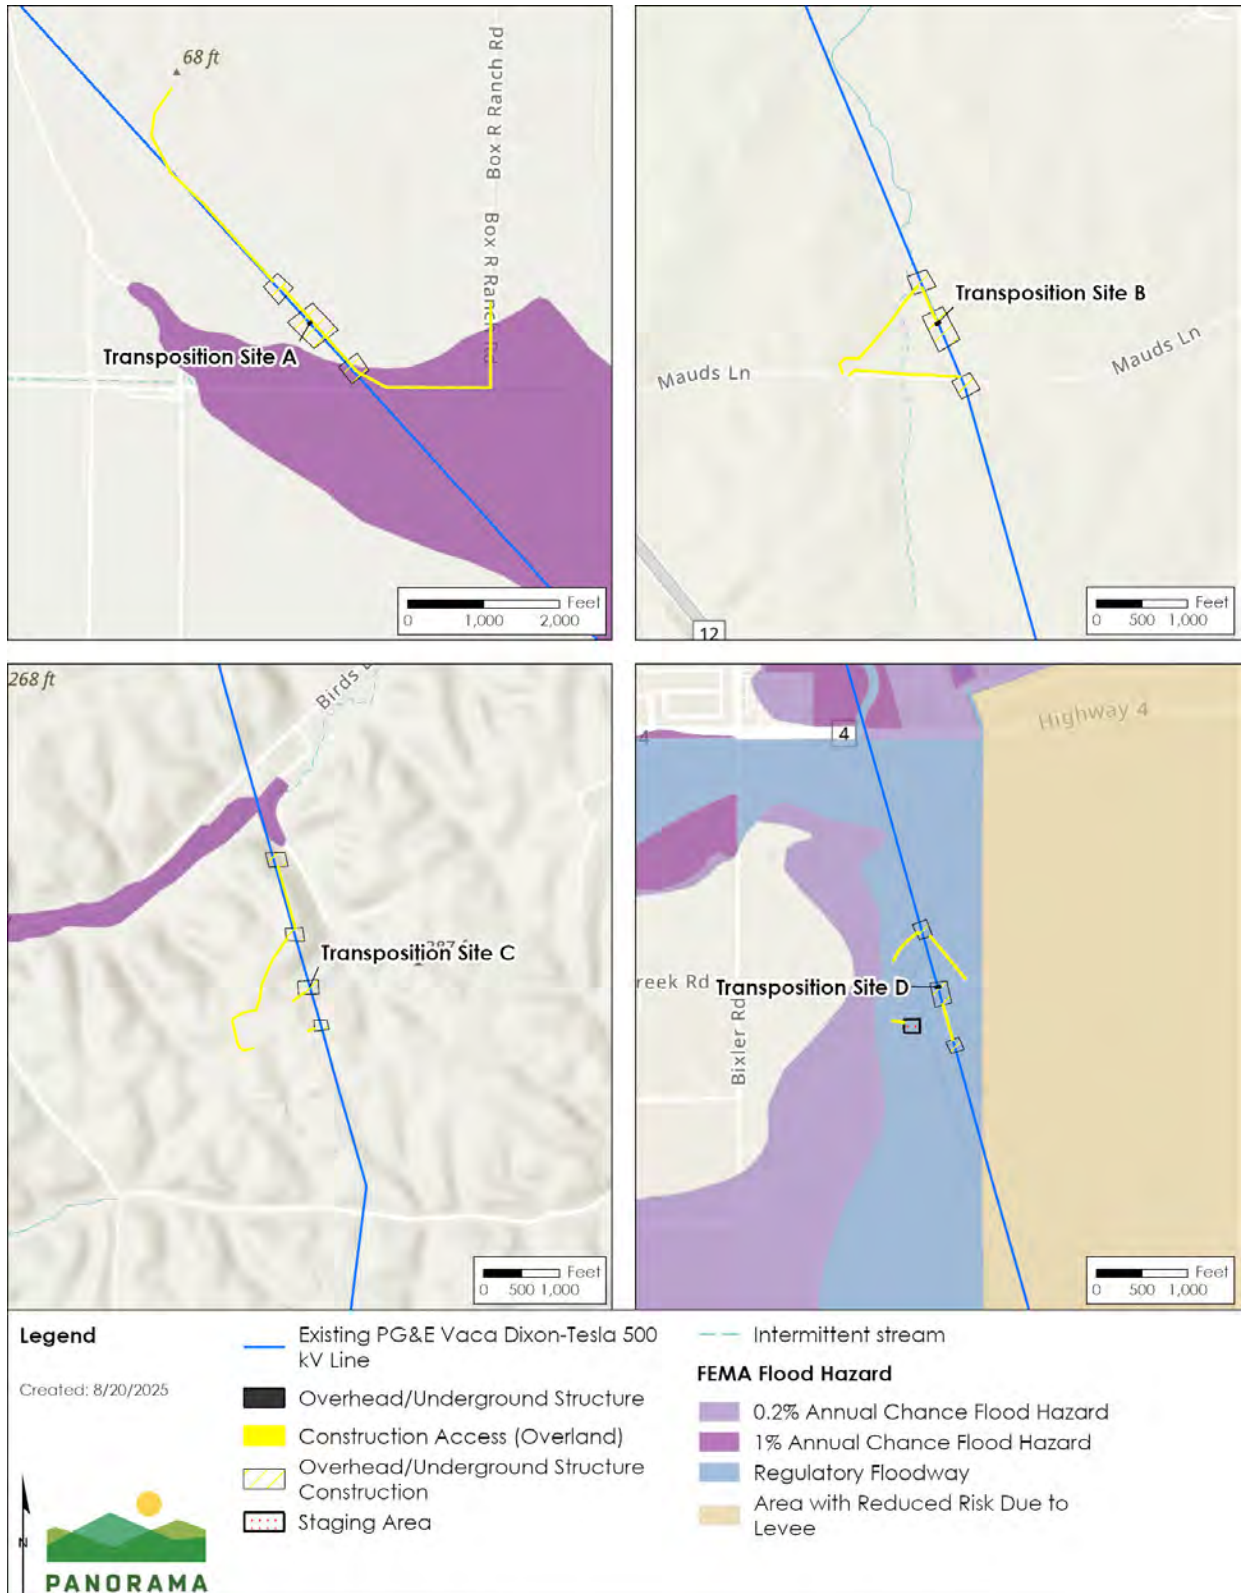 68 ft
Box R Ranch Rd
Box R Ranch Rd
Transposition Site A
Feet
0 1,000 2,000
Transposition Site B
Mauds Ln
Mauds Ln
12
Feet
0 500 1,000
268 ft
Birds
Transposition Site C
Feet
0 500 1,000
Highway 4
4
4
reek Rd
Transposition Site D
Bixler Rd
Feet
0 500 1,000
Legend
Created: 8/20/2025
N
PANORAMA
Existing PG&E Vaca Dixon-Tesla 500
kV Line
Overhead/Underground Structure
Construction Access (Overland)
Overhead/Underground Structure
Construction
Staging Area
Intermittent stream
FEMA Flood Hazard
0.2% Annual Chance Flood Hazard
1% Annual Chance Flood Hazard
Regulatory Floodway
Area with Reduced Risk Due to
Levee